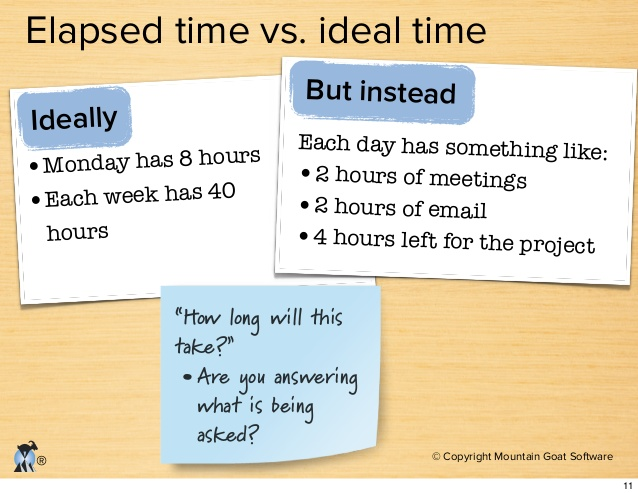 Elapsed time vs. ideal time
Ideally
• Monday has 8 hours
• Each week has 40
hours
But instead
Each day has something like:
• 2 hours of meetings
• 2 hours of email
• 4 hours left for the project
“How long will this
take?”
• Are you answering
what is being
asked?
®
© Copyright Mountain Goat Software
11